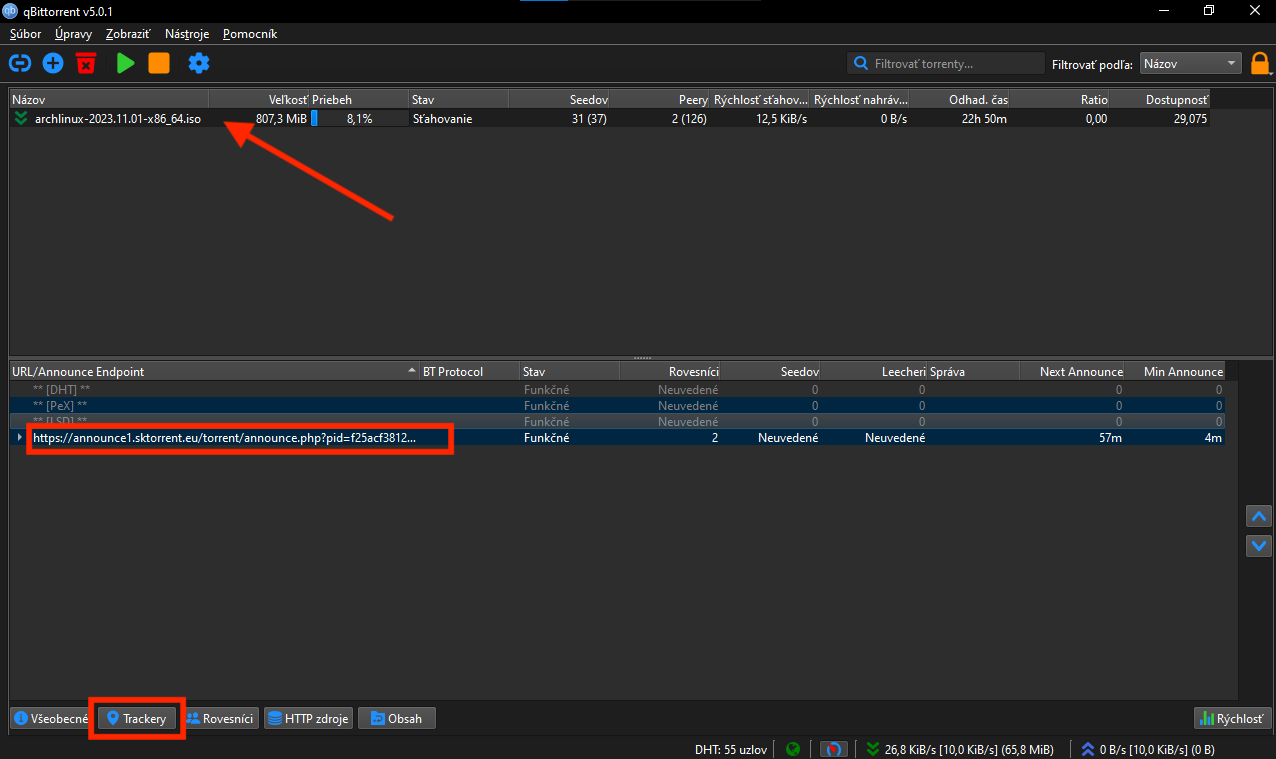 qb qBittorrent v5.0.1
Súbor Úpravy Zobraziť Nástroje Pomocník
Filtrovať torrenty... Filtrovať podľa: Názov
Názov Veľkosť Priebeh Stav Seedov Peery Rýchlosť sťahov... Rýchlosť nahráv... Odhad. čas Ratio Dostupnosť
archlinux-2023.11.01-x86_64.iso 807,3 MiB 8,1% Sťahovanie 31 (37) 2 (126) 12,5 KiB/s 0 B/s 22h 50m 0,00 29,075
URL/Announce Endpoint BT Protocol Stav Rovesníci Seedov Leecheri Správa Next Announce Min Announce
** [DHT] ** Funkčné Neuvedené 0 0 0 0
** [PeX] ** Funkčné Neuvedené 0 0 0 0
** [LSD] ** Funkčné Neuvedené 0 0 0 0
https://announce1.sktorrent.eu/torrent/announce.php?pid=f25acf3812... Funkčné 2 Neuvedené Neuvedené 57m 4m
Všeobecné Trackery Rovesníci HTTP zdroje Obsah Rýchlosť
DHT: 55 uzlov 26,8 KiB/s [10,0 KiB/s] (65,8 MiB) 0 B/s [10,0 KiB/s] (0 B)